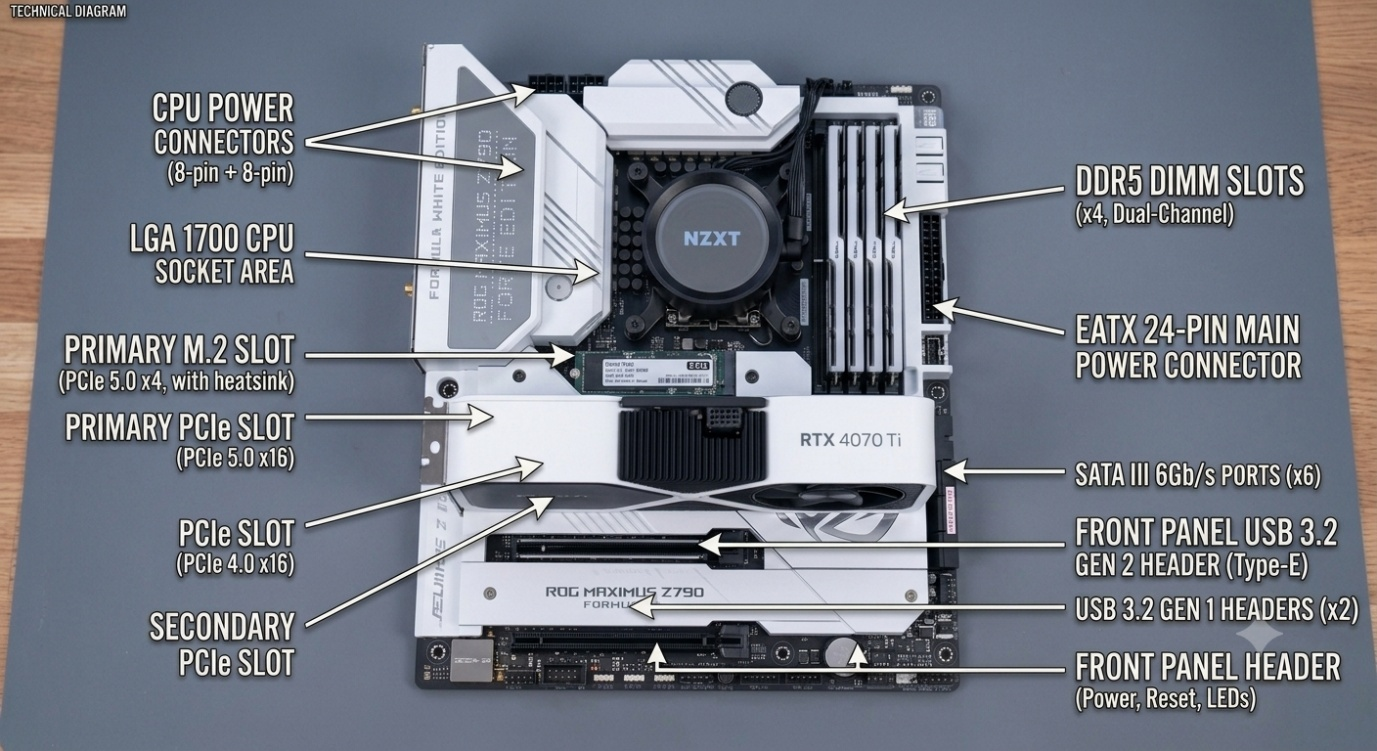 TECHNICAL DIAGRAM
CPU POWER
CONNECTORS
(8-pin + 8-pin)
LGA 1700 CPU
SOCKET AREA
PRIMARY M.2 SLOT
(PCIe 5.0 x4, with heatsink)
PRIMARY PCIe SLOT
(PCIe 5.0 x16)
PCIe SLOT
(PCIe 4.0 x16)
SECONDARY
PCIe SLOT
FORMULA WHITE EDITION
ROG MAXIMUS Z790
NZXT
RTX 4070 Ti
ROG MAXIMUS Z790
DDR5 DIMM SLOTS
(x4, Dual-Channel)
EATX 24-PIN MAIN
POWER CONNECTOR
SATA III 6Gb/s PORTS (x6)
FRONT PANEL USB 3.2
GEN 2 HEADER (Type-E)
USB 3.2 GEN 1 HEADERS (x2)
FRONT PANEL HEADER
(Power, Reset, LEDs)